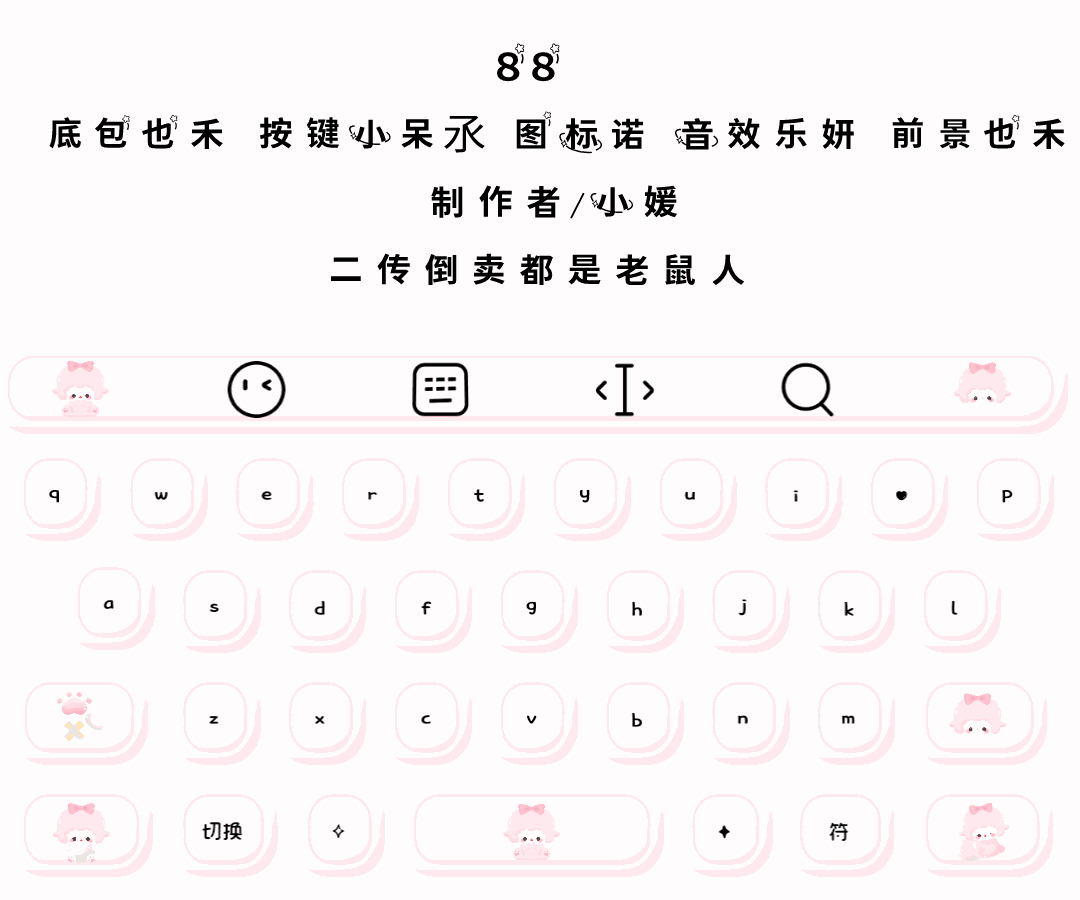 88
底包也禾 按键小呆氶 图标诺 音效乐妍 前景也禾
制作者/小媛
二传倒卖都是老鼠人
q w e r t y u i ♥ p
a s d f g h j k l
z x c v b n m
切换 ✧ ✦ 符